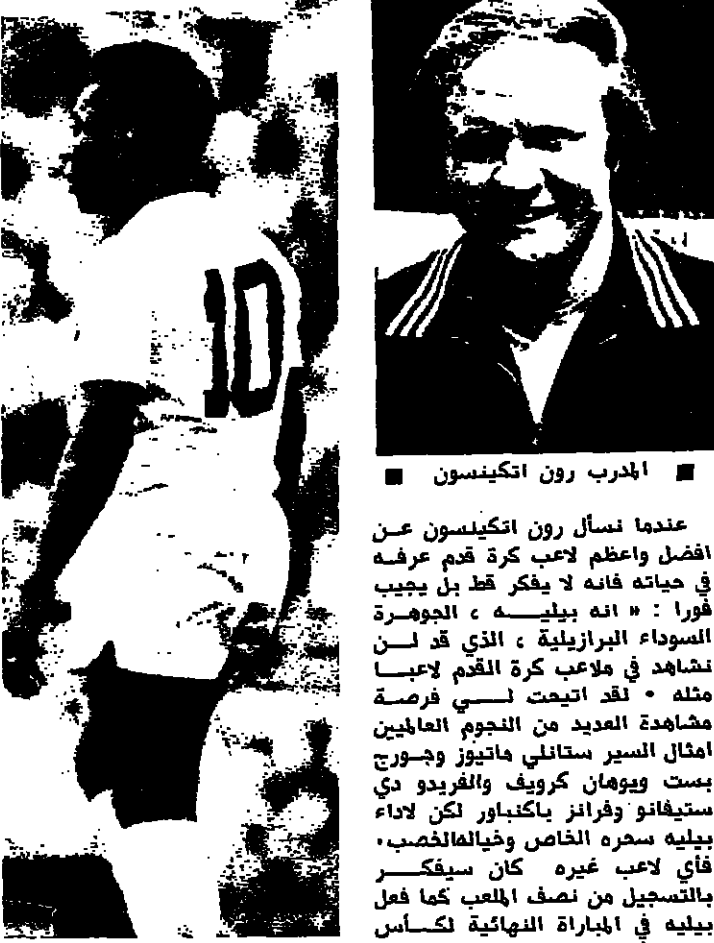 10
■ المدرب رون اتكينسون ■
عندما نسأل رون اتكينسون عن
افضل واعظم لاعب كرة قدم عرفه
في حياته فانه لا يفكر قط بل يجيب
فورا : « انه بيليه ، الجوهرة
السوداء البرازيلية ، الذي قد لن
نشاهد في ملاعب كرة القدم لاعبا
مثله • لقد اتيحت لي فرصة
مشاهدة العديد من النجوم العالميين
امثال السير ستانلي ماتيوز وجورج
بست ويوهان كرويف والفريدو دي
ستيفانو وفرانز باكنباور لكن لاداء
بيليه سحره الخاص وخيالهالخصب•
فأي لاعب غيره كان سيفكر
بالتسجيل من نصف الملعب كما فعل
بيليه في المباراة النهائية لكأس